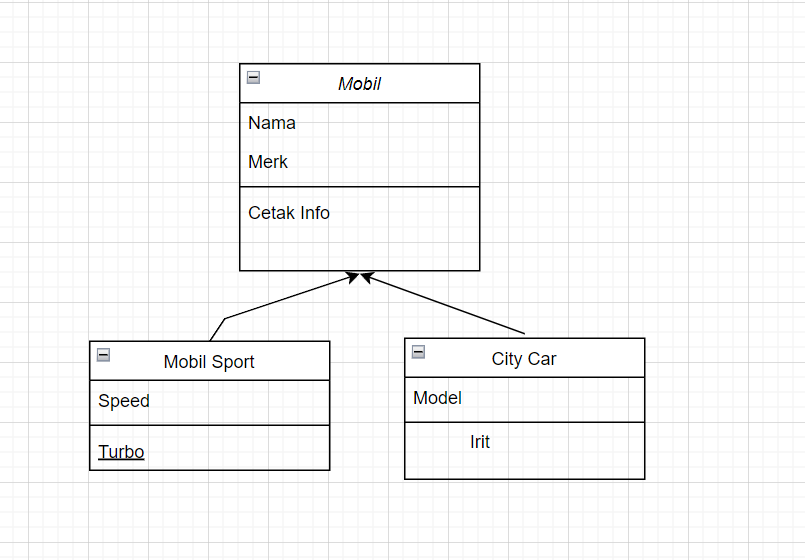 Mobil
Nama
Merk
Cetak Info
Mobil Sport
Speed
Turbo
City Car
Model
Irit